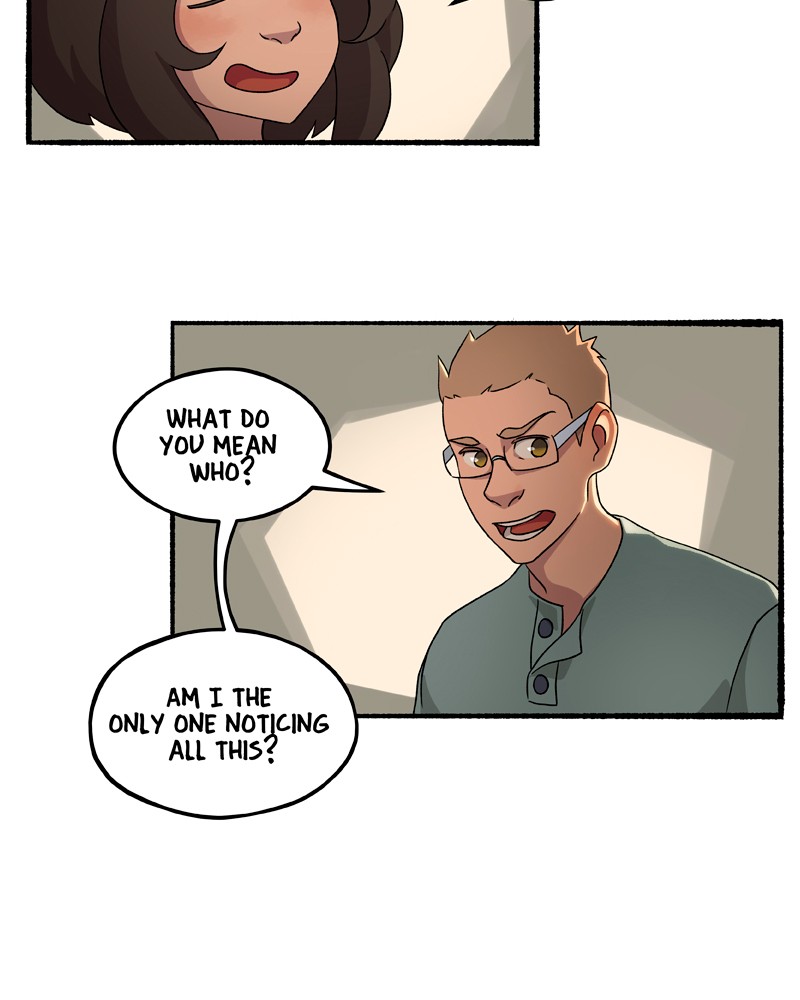 WHAT DO
YOU MEAN
WHO?
AM I THE
ONLY ONE NOTICING
ALL THIS?